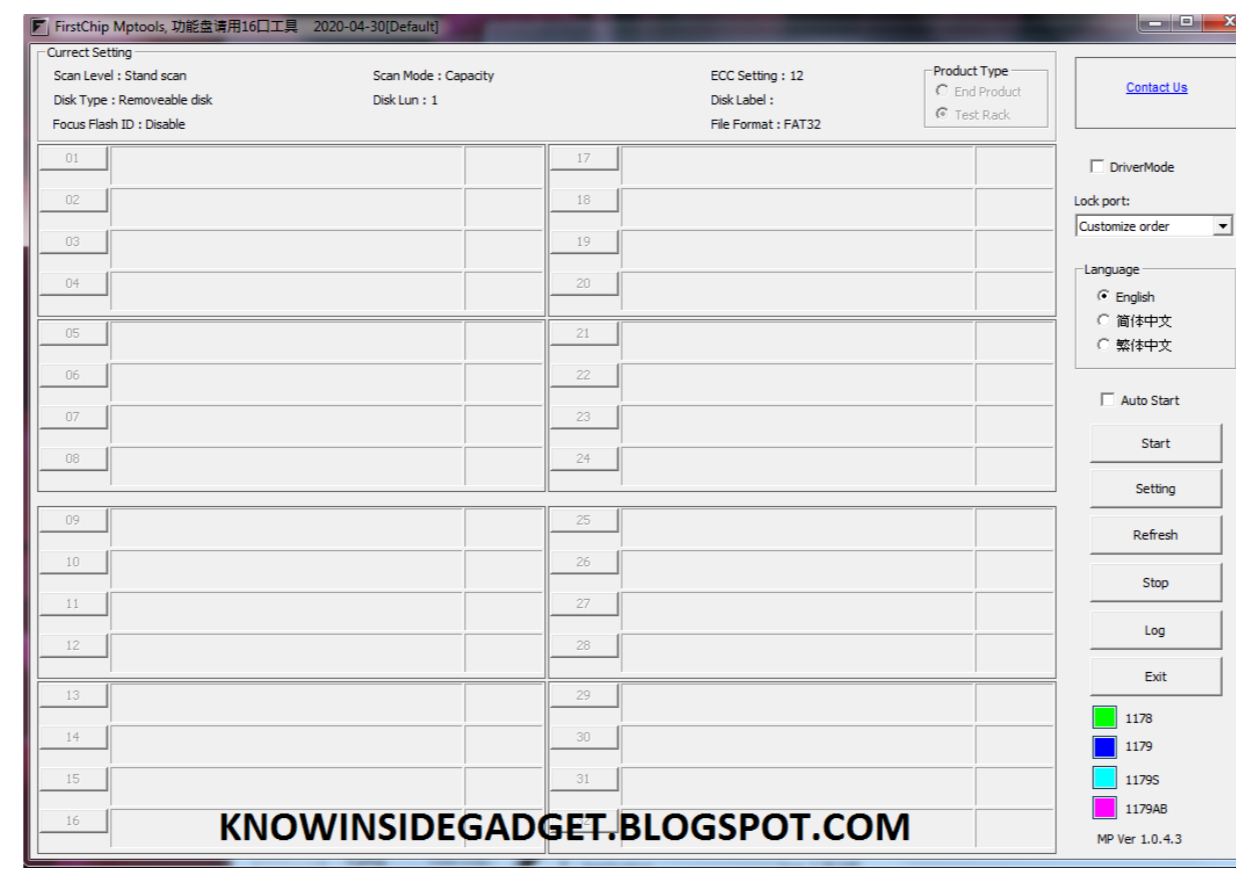 FirstChip Mptools, 功能盘请用16口工具 2020-04-30[Default]
Currect Setting
Scan Level : Stand scan
Scan Mode : Capacity
ECC Setting : 12
Disk Type : Removeable disk
Disk Lun : 1
Disk Label :
Focus Flash ID : Disable
File Format : FAT32
Product Type
End Product
Test Rack
Contact Us
01
02
03
04
05
06
07
08
09
10
11
12
13
14
15
16
17
18
19
20
21
22
23
24
25
26
27
28
29
30
31
DriverMode
Lock port:
Customize order
Language
English
简体中文
繁体中文
Auto Start
Start
Setting
Refresh
Stop
Log
Exit
1178
1179
1179S
1179AB
MP Ver 1.0.4.3
KNOWINSIDEGADGET.BLOGSPOT.COM